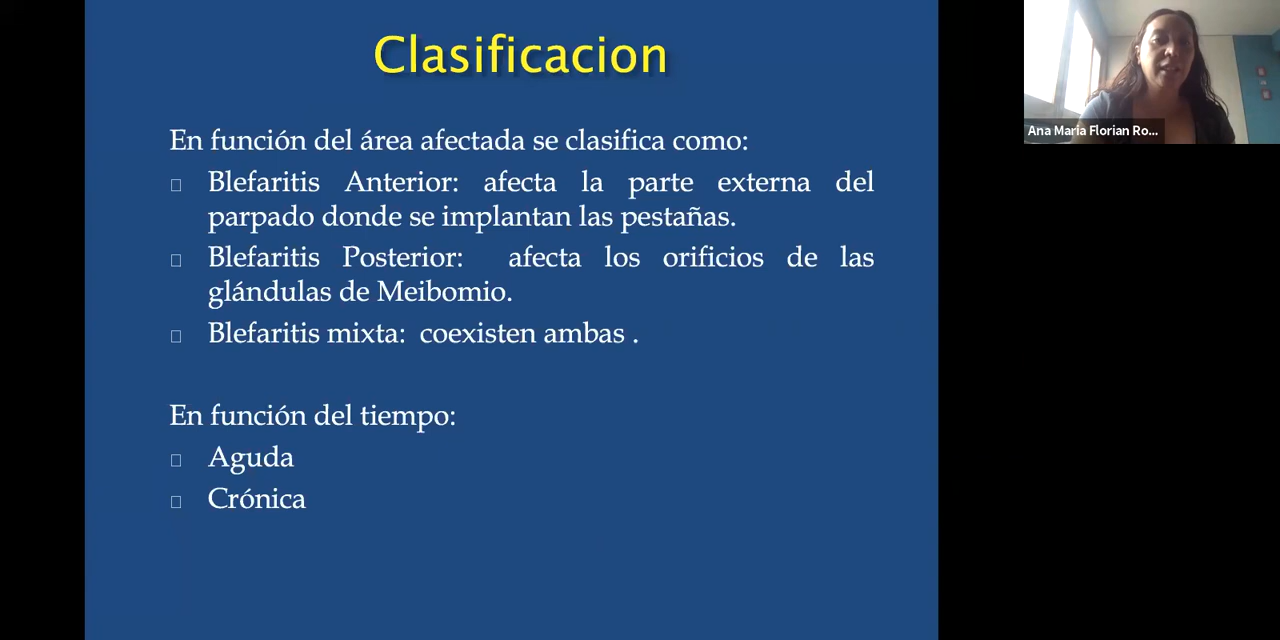 Clasificacion
En función del área afectada se clasifica como:
Blefaritis Anterior: afecta la parte externa del
parpado donde se implantan las pestañas.
Blefaritis Posterior: afecta los orificios de las
glándulas de Meibomio.
Blefaritis mixta: coexisten ambas .
En función del tiempo:
Aguda
Crónica
Ana Maria Florian Ro...